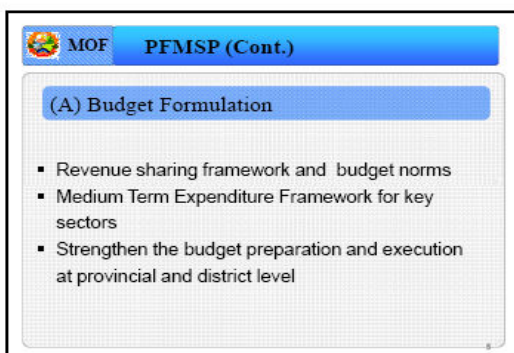 MOF
PFMSP (Cont.)
(A) Budget Formulation
▪ Revenue sharing framework and budget norms
▪ Medium Term Expenditure Framework for key
sectors
▪ Strengthen the budget preparation and execution
at provincial and district level